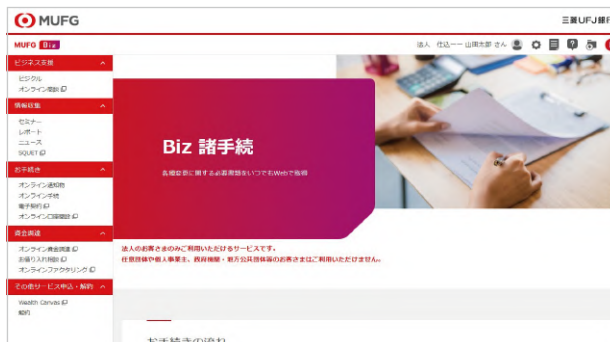 MUFG
三菱UFJ銀行
MUFG Biz
法人 仕込一一 山田太郎 さん
ビジネス支援
ビジクル
オンライン面談
情報収集
セミナー
レポート
ニュース
SQUET
お手続き
オンライン通知物
オンライン手続
電子契約
オンライン口座開設
資金調達
オンライン資金調達
お借り入れ相談
オンラインファクタリング
その他サービス申込・解約
Wealth Canvas
解約
Biz 諸手続
各種変更に関する必要書類をいつでもWebで依頼
法人のお客さまのみご利用いただけるサービスです。
任意団体や個人事業主、政府機関・地方公共団体等のお客さまはご利用いただけません。
お手続きの流れ